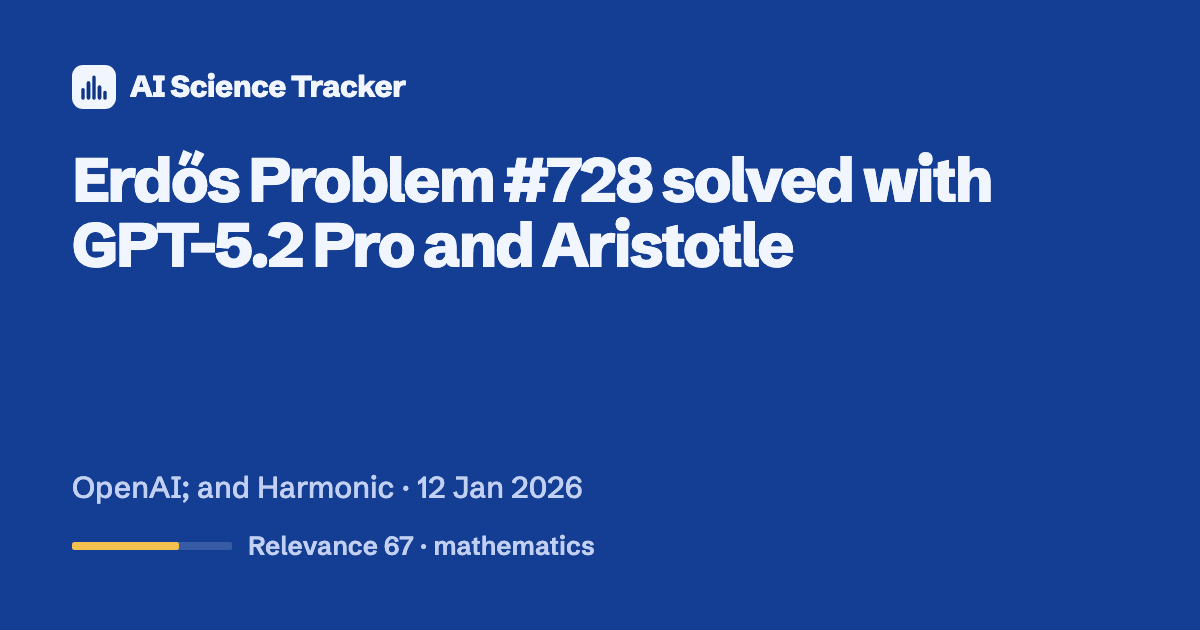 AI Science Tracker
Erdős Problem #728 solved with
GPT-5.2 Pro and Aristotle
OpenAI; and Harmonic · 12 Jan 2026
Relevance 67 · mathematics